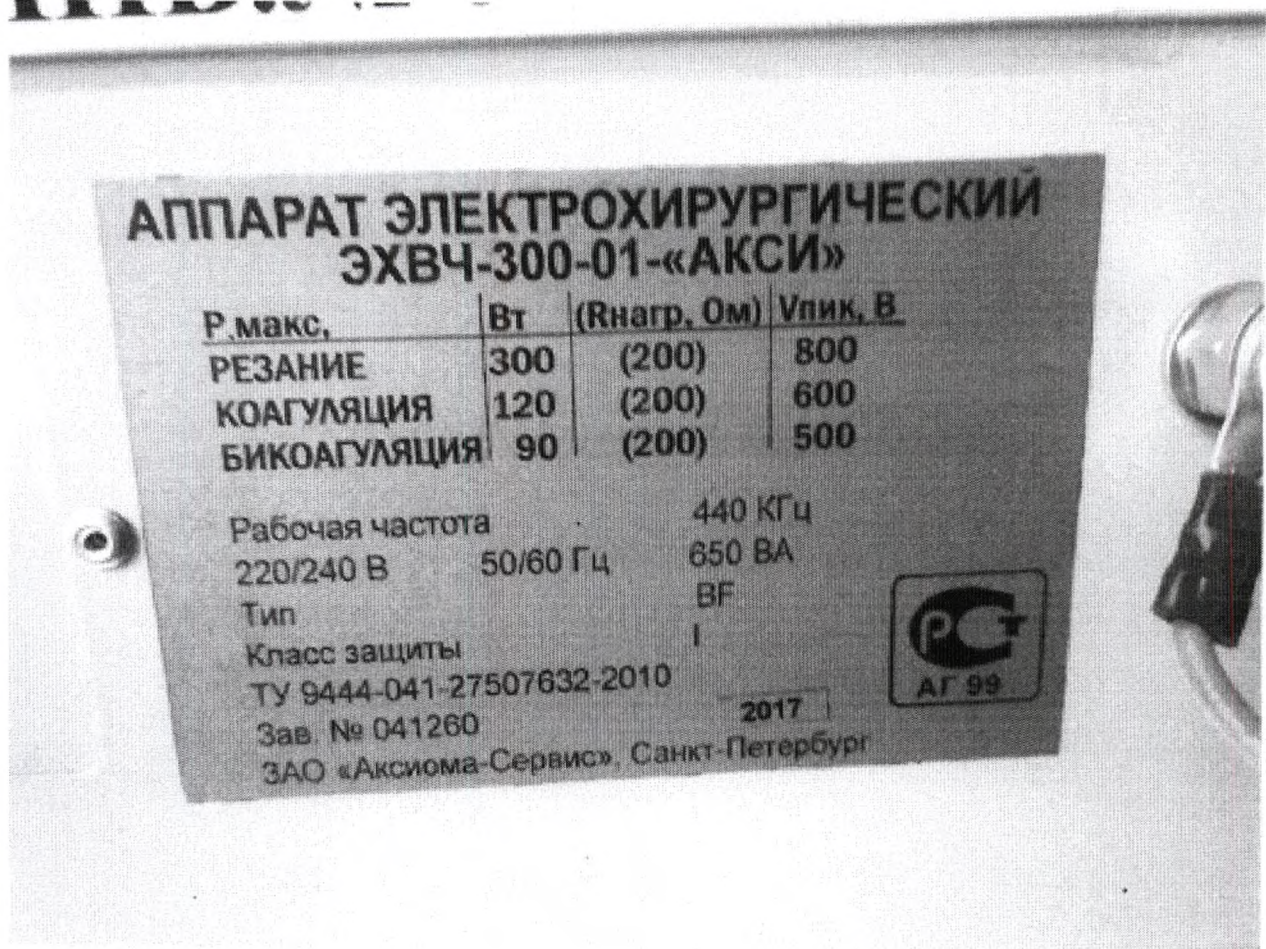 АППАРАТ ЭЛЕКТРОХИРУРГИЧЕСКИЙ
ЭХВЧ-300-01-«АКСИ»
Р.макс, Вт (Rнагр, Ом) Vпик, В
РЕЗАНИЕ 300 (200) 800
КОАГУЛЯЦИЯ 120 (200) 600
БИКОАГУЛЯЦИЯ 90 (200) 500
Рабочая частота 440 КГц
220/240 В 50/60 Гц 650 ВА
Тип BF
Класс защиты I
ТУ 9444-041-27507632-2010
Зав. № 041260 2017
ЗАО «Аксиома-Сервис», Санкт-Петербург
РСТ
АГ 99